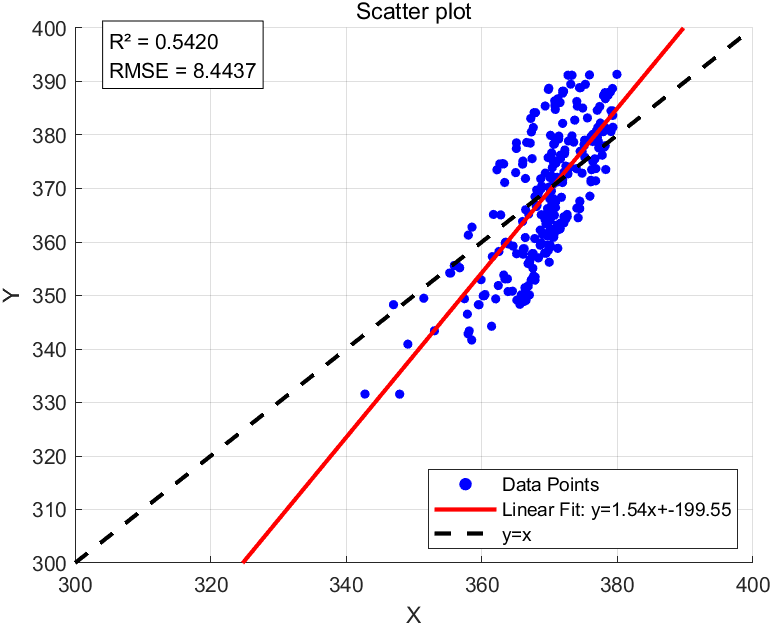 Scatter plot
R² = 0.5420
RMSE = 8.4437
400
390
380
370
360
350
340
330
320
310
300
Y
Data Points
Linear Fit: y=1.54x+-199.55
y=x
300
320
340
360
380
400
X